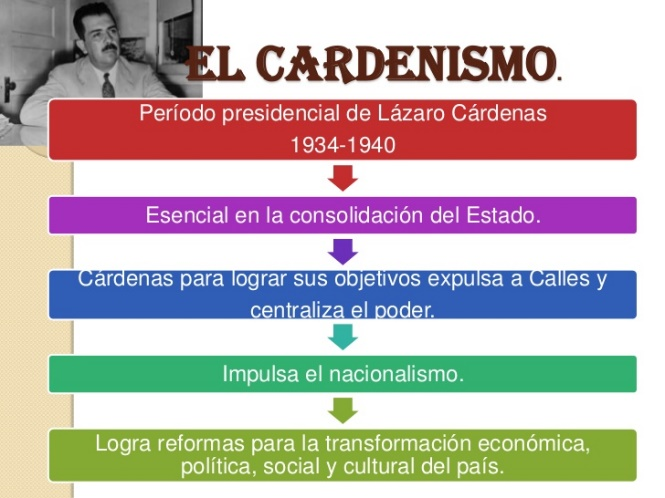 EL CARDENISMO.
Período presidencial de Lázaro Cárdenas
1934-1940
Esencial en la consolidación del Estado.
Cárdenas para lograr sus objetivos expulsa a Calles y
centraliza el poder.
Impulsa el nacionalismo.
Logra reformas para la transformación económica,
política, social y cultural del país.